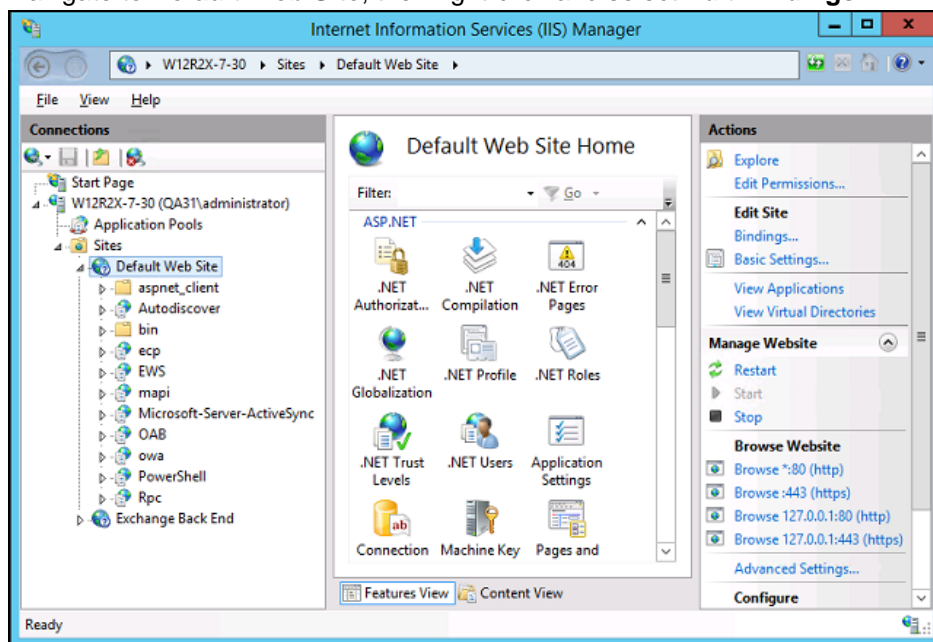 Internet Information Services (IIS) Manager
W12R2X-7-30 Sites Default Web Site
File View Help
Connections
Start Page
W12R2X-7-30 (QA31\administrator)
Application Pools
Sites
Default Web Site
aspnet_client
Autodiscover
bin
ecp
EWS
mapi
Microsoft-Server-ActiveSync
OAB
owa
PowerShell
Rpc
Exchange Back End
Default Web Site Home
Filter: Go
ASP.NET
.NET Authorizat...
.NET Compilation
404
.NET Error Pages
.NET Globalization
.NET Profile
.NET Roles
.NET Trust Levels
.NET Users
Application Settings
ab
Connection Machine Key Pages and
Features View Content View
Actions
Explore
Edit Permissions...
Edit Site
Bindings...
Basic Settings...
View Applications
View Virtual Directories
Manage Website
Restart
Start
Stop
Browse Website
Browse *:80 (http)
Browse :443 (https)
Browse 127.0.0.1:80 (http)
Browse 127.0.0.1:443 (https)
Advanced Settings...
Configure
Ready